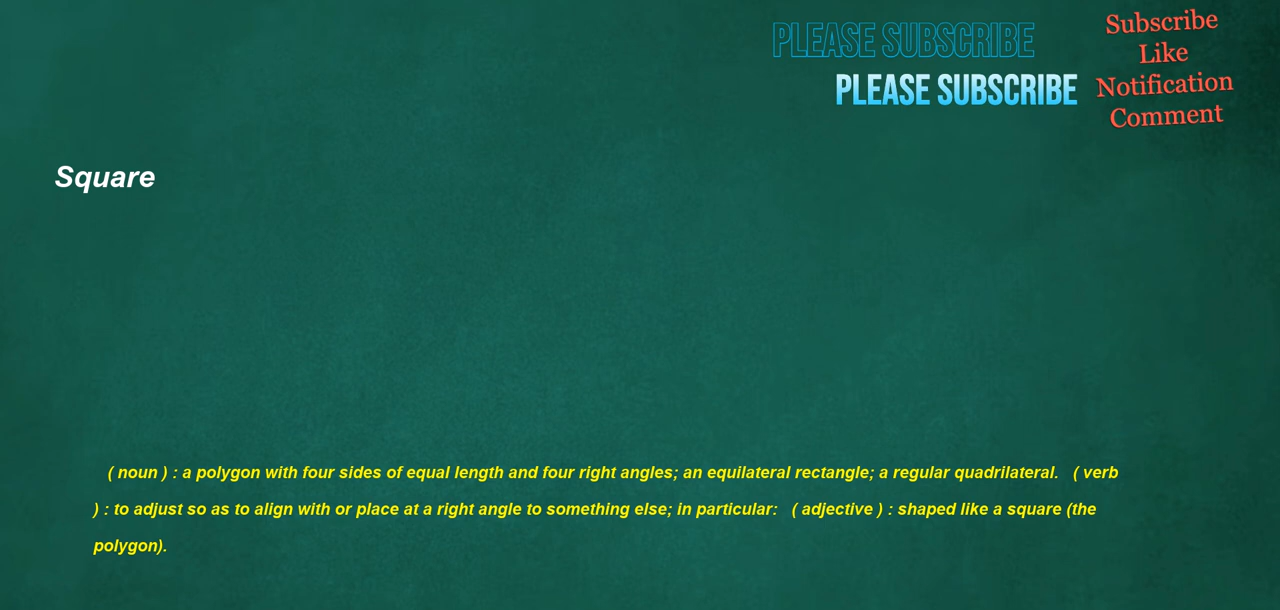 PLEASE SUBSCRIBE
PLEASE SUBSCRIBE
Subscribe
Like
Notification
Comment
Square
( noun ) : a polygon with four sides of equal length and four right angles; an equilateral rectangle; a regular quadrilateral. ( verb
) : to adjust so as to align with or place at a right angle to something else; in particular: ( adjective ) : shaped like a square (the
polygon).